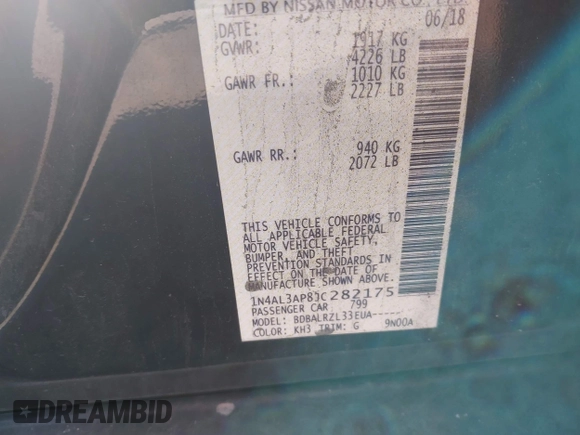 MFD BY NISSAN MOTOR CO., LTD.
DATE: 06/18
GVWR: 1917 KG
4226 LB
GAWR FR.: 1010 KG
2227 LB
GAWR RR.: 940 KG
2072 LB
THIS VEHICLE CONFORMS TO
ALL APPLICABLE FEDERAL
MOTOR VEHICLE SAFETY,
BUMPER, AND THEFT
PREVENTION STANDARDS IN
EFFECT ON THE DATE OF
MANUFACTURE SHOWN ABOVE.
1N4AL3AP8JC282175
PASSENGER CAR 799
MODEL: BDBALRZL33EUA-----
COLOR: KH3 TRIM: G 9N00A
DREAMBID